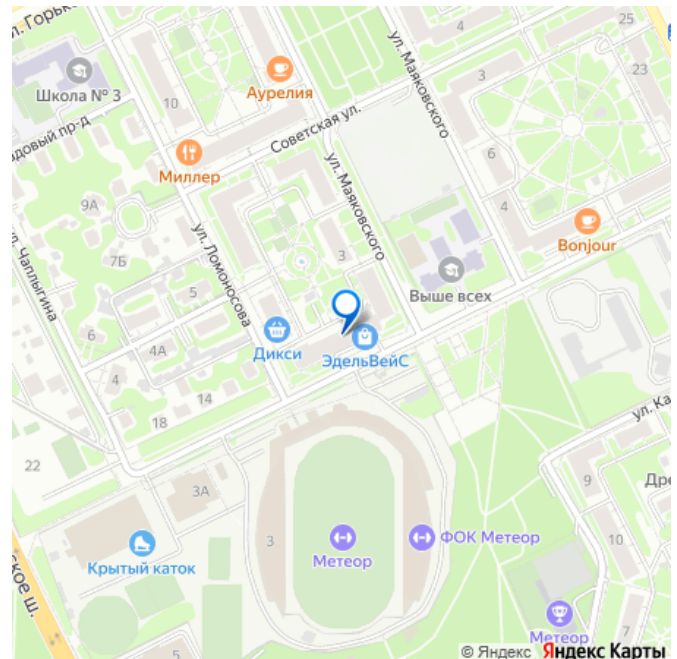 л. Горьк
25
4
23
Школа № 3
Аурелия
10
3
ул. Маяковского
довый пр-д
Советская ул.
Миллер
6
9А
ул. Маяковского
4
Bonjour
ул. Чаплыгина
7Б
3
Выше всех
ул. Ломоносова
5
6
Дикси
ЭдельВейС
4А
4
14
18
ул. Ка
22
3А
9
Дре
3
Метеор
ФОК Метеор
10
Крытый каток
ское ш.
7
Метеор
5
© Яндекс Яндекс Карты